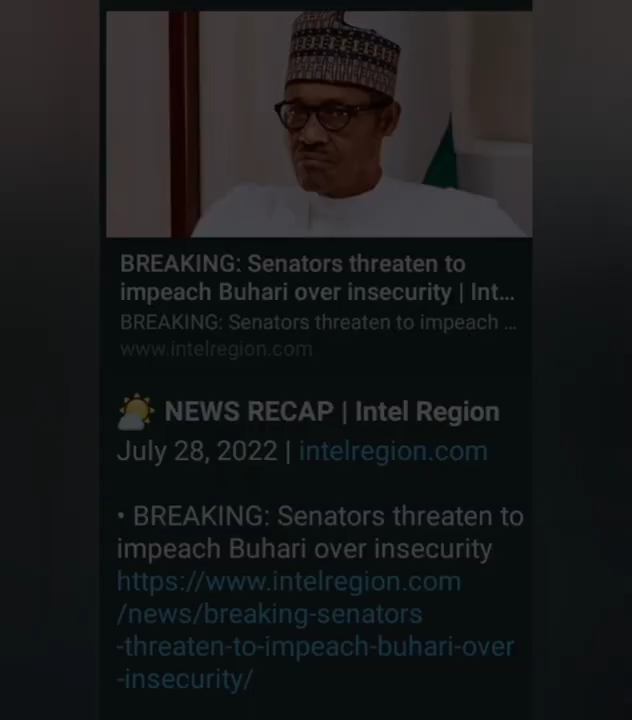 BREAKING: Senators threaten to
impeach Buhari over insecurity | Int...
BREAKING: Senators threaten to impeach ...
www.intelregion.com
NEWS RECAP | Intel Region
July 28, 2022 | intelregion.com
• BREAKING: Senators threaten to
impeach Buhari over insecurity
https://www.intelregion.com
/news/breaking-senators
-threaten-to-impeach-buhari-over
-insecurity/